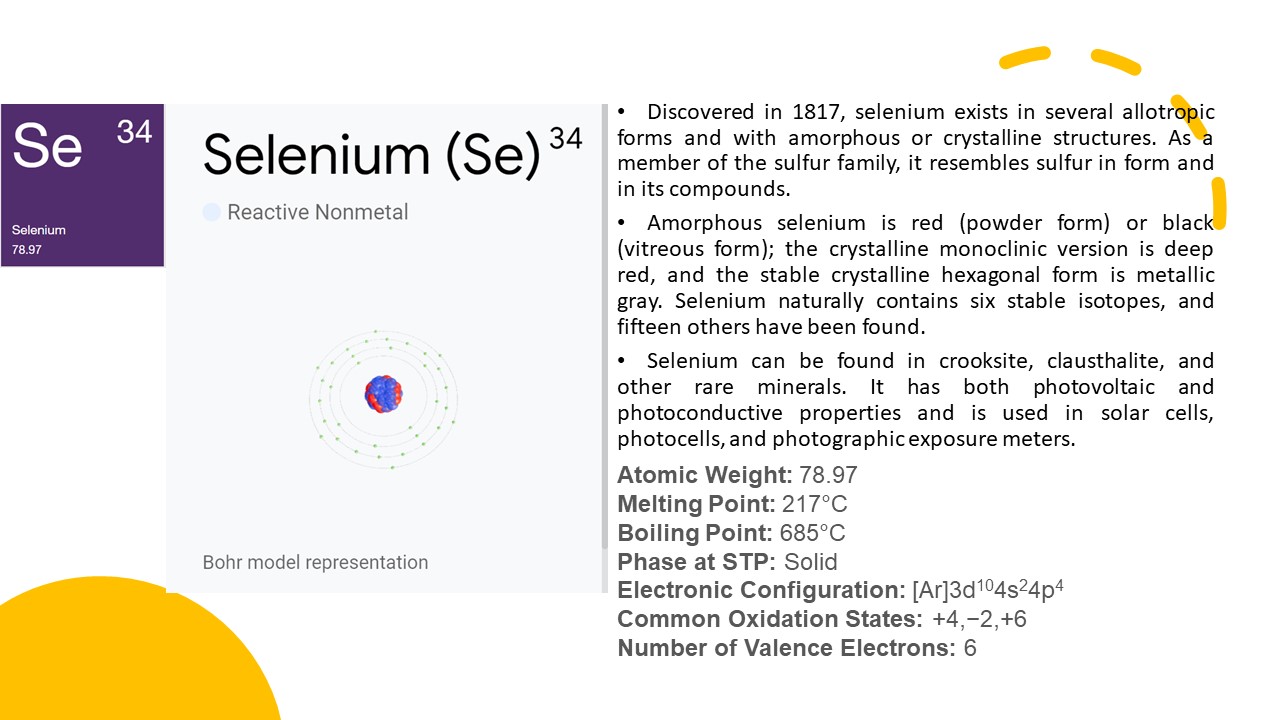 Se 34
Selenium
78.97
Selenium (Se) 34
Reactive Nonmetal
Bohr model representation
• Discovered in 1817, selenium exists in several allotropic
forms and with amorphous or crystalline structures. As a
member of the sulfur family, it resembles sulfur in form and
in its compounds.
• Amorphous selenium is red (powder form) or black
(vitreous form); the crystalline monoclinic version is deep
red, and the stable crystalline hexagonal form is metallic
gray. Selenium naturally contains six stable isotopes, and
fifteen others have been found.
• Selenium can be found in crooksite, clausthalite, and
other rare minerals. It has both photovoltaic and
photoconductive properties and is used in solar cells,
photocells, and photographic exposure meters.
Atomic Weight: 78.97
Melting Point: 217°C
Boiling Point: 685°C
Phase at STP: Solid
Electronic Configuration: [Ar]3d¹⁰4s²4p⁴
Common Oxidation States: +4,−2,+6
Number of Valence Electrons: 6